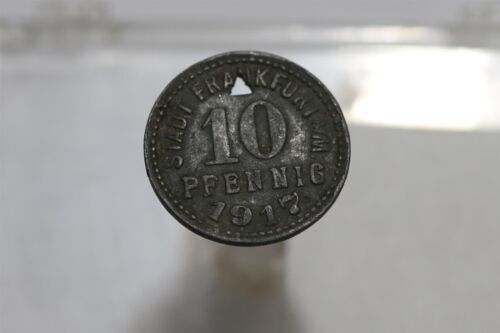 STADT FRANKFURT A/M.
10
PFENNIG
1917